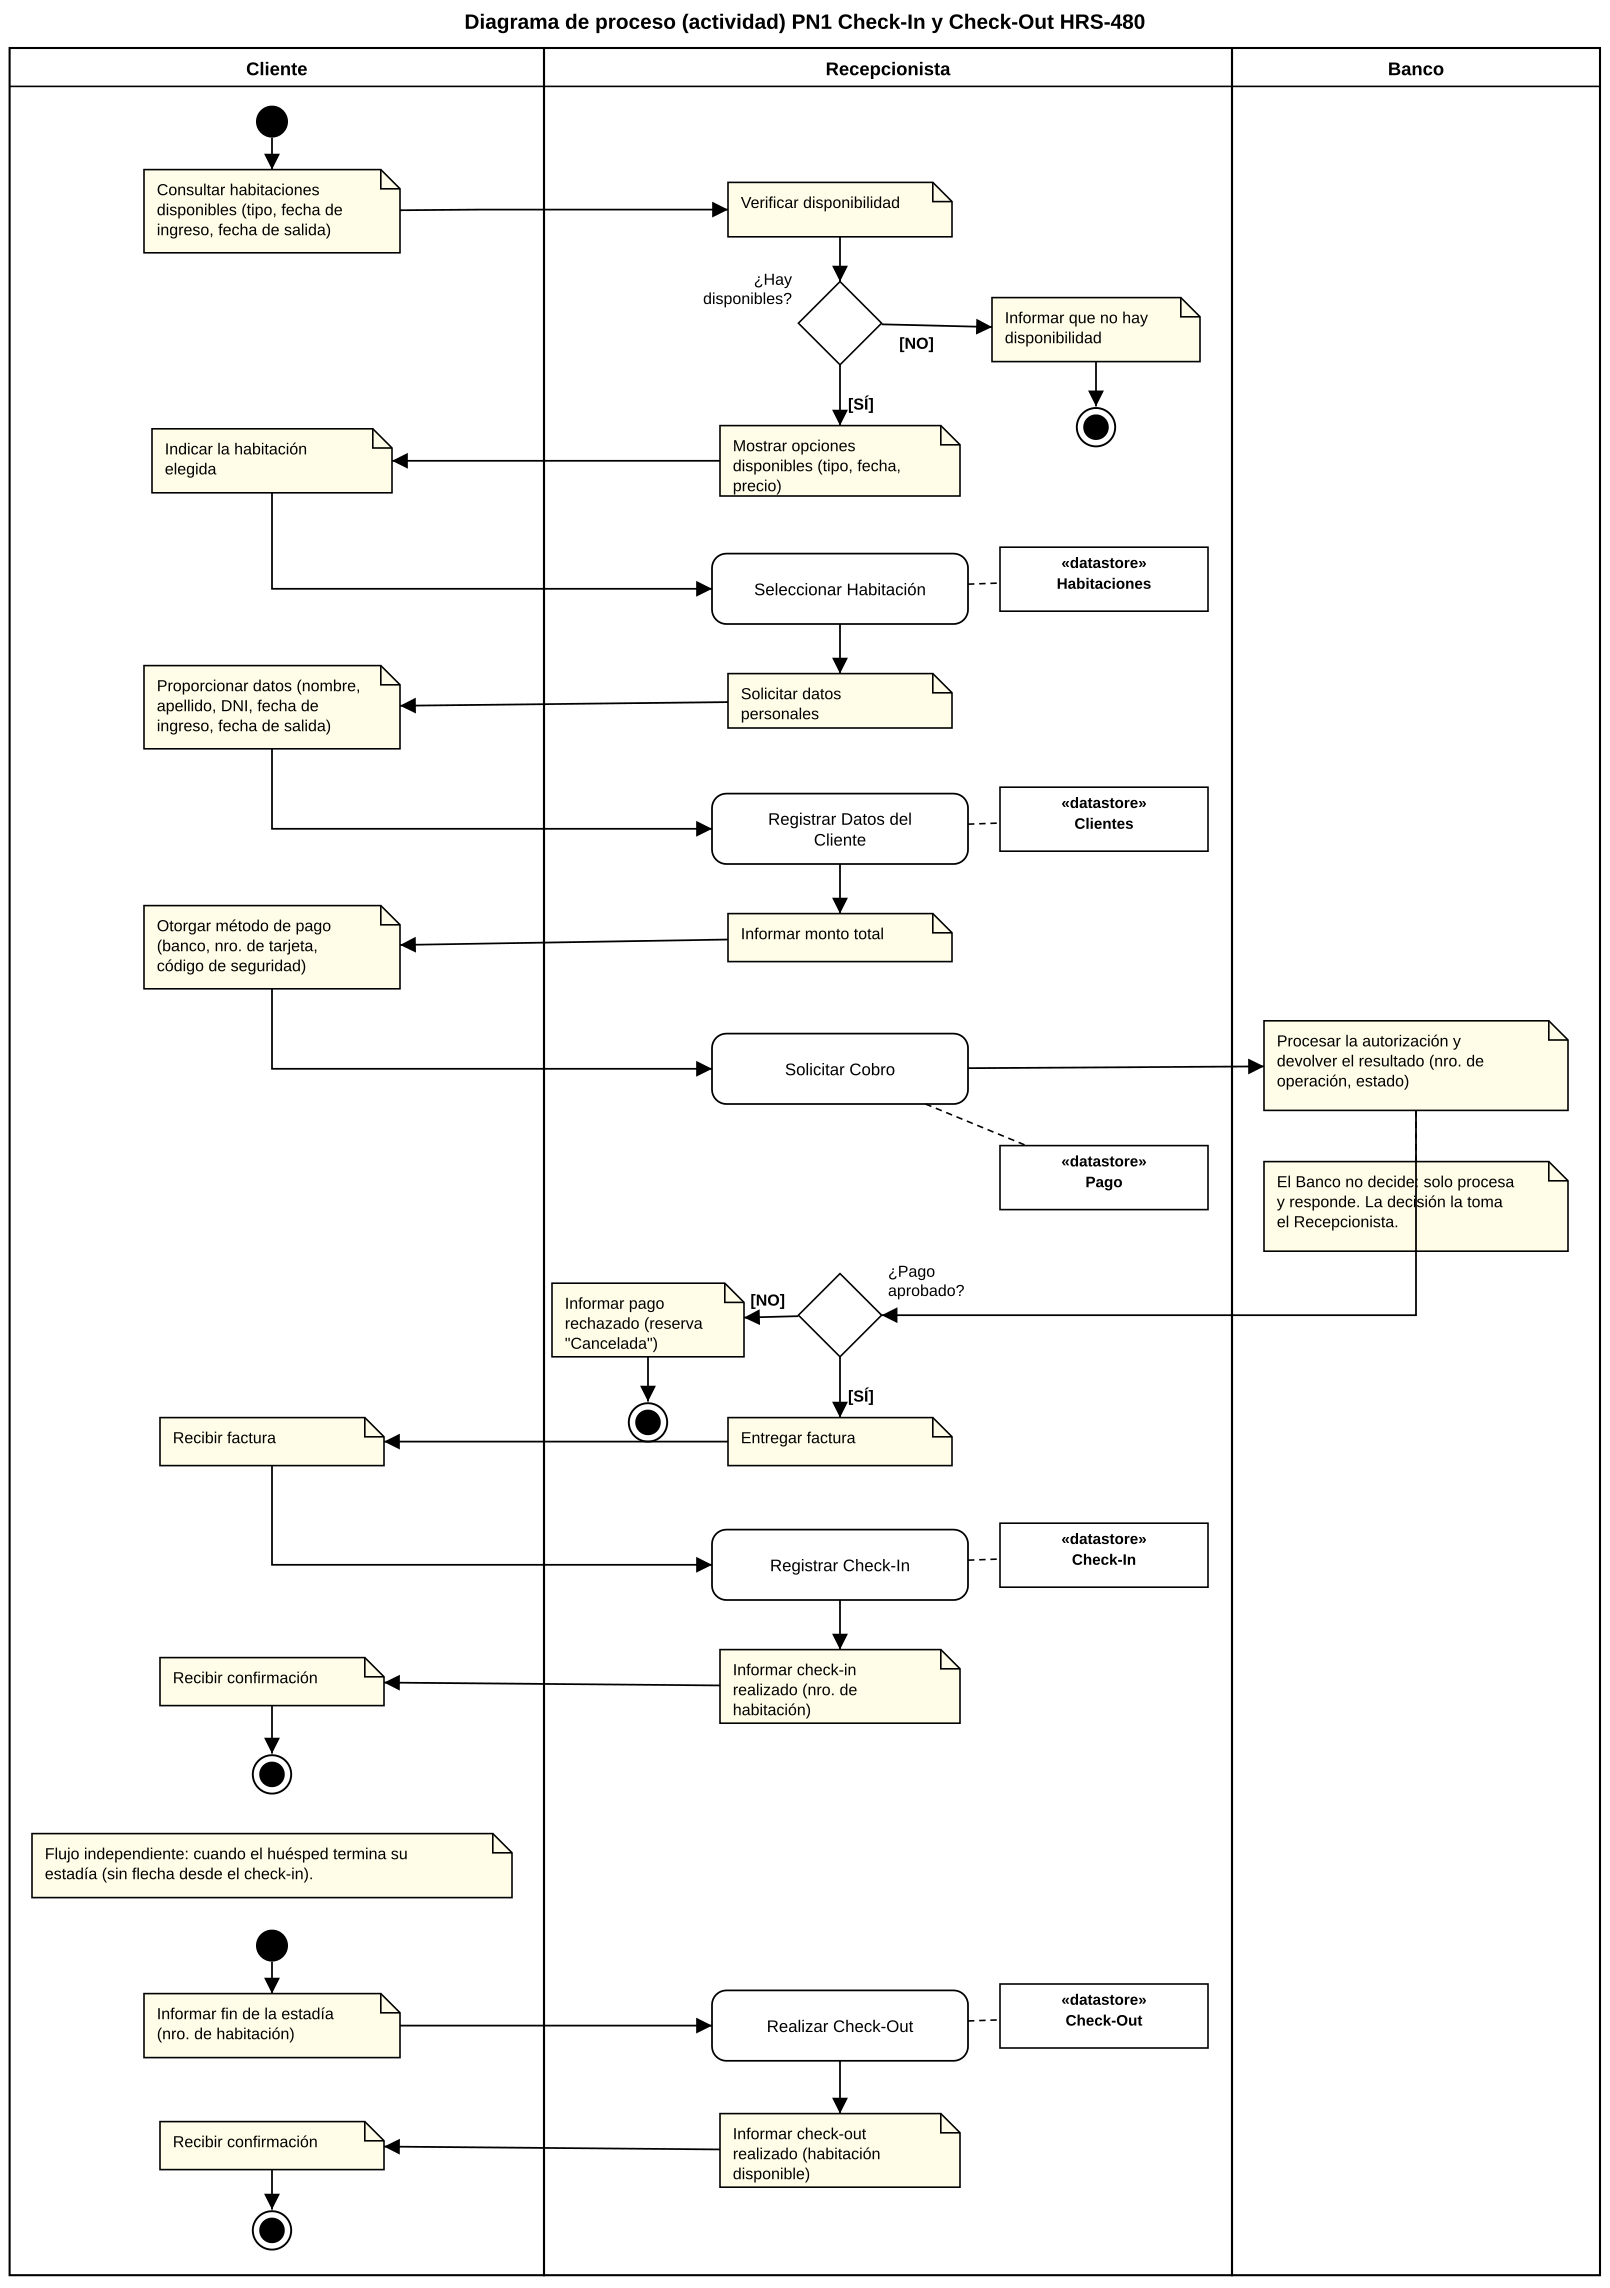 Diagrama de proceso (actividad) PN1 Check-In y Check-Out HRS-480
Cliente
Recepcionista
Banco
Consultar habitaciones
disponibles (tipo, fecha de
ingreso, fecha de salida)
Verificar disponibilidad
¿Hay
disponibles?
[NO]
Informar que no hay
disponibilidad
[SÍ]
Mostrar opciones
disponibles (tipo, fecha,
precio)
Indicar la habitación
elegida
Seleccionar Habitación
«datastore»
Habitaciones
Solicitar datos
personales
Proporcionar datos (nombre,
apellido, DNI, fecha de
ingreso, fecha de salida)
Registrar Datos del
Cliente
«datastore»
Clientes
Informar monto total
Otorgar método de pago
(banco, nro. de tarjeta,
código de seguridad)
Solicitar Cobro
Procesar la autorización y
devolver el resultado (nro. de
operación, estado)
«datastore»
Pago
El Banco no decide: solo procesa
y responde. La decisión la toma
el Recepcionista.
¿Pago
aprobado?
[NO]
Informar pago
rechazado (reserva
"Cancelada")
[SÍ]
Entregar factura
Recibir factura
Registrar Check-In
«datastore»
Check-In
Informar check-in
realizado (nro. de
habitación)
Recibir confirmación
Flujo independiente: cuando el huésped termina su
estadía (sin flecha desde el check-in).
Informar fin de la estadía
(nro. de habitación)
Realizar Check-Out
«datastore»
Check-Out
Informar check-out
realizado (habitación
disponible)
Recibir confirmación